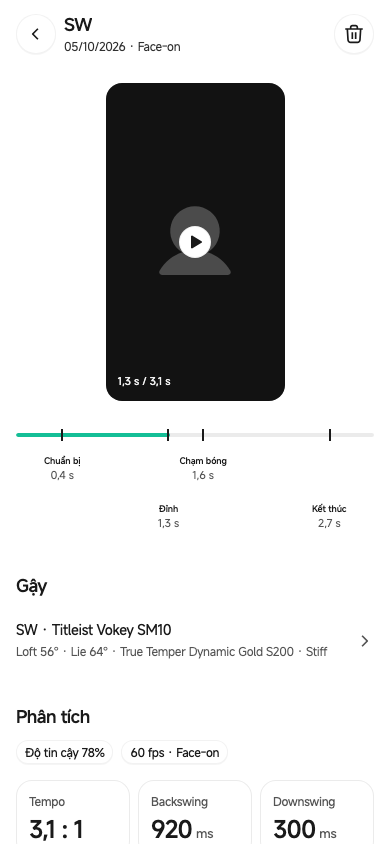 SW
05/10/2026 · Face-on
1,3 s / 3,1 s
Chuẩn bị
0,4 s
Chạm bóng
1,6 s
Đỉnh
1,3 s
Kết thúc
2,7 s
Gậy
SW · Titleist Vokey SM10
Loft 56° · Lie 64° · True Temper Dynamic Gold S200 · Stiff
Phân tích
Độ tin cậy 78%
60 fps · Face-on
Tempo
3,1 : 1
Backswing
920 ms
Downswing
300 ms